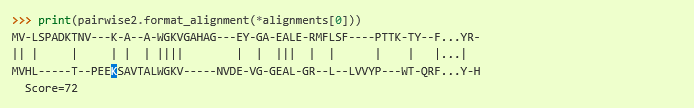 >>> print(pairwise2.format_alignment(*alignments[0]))
MV-LSPADKTNV---K-A--A-WGKVGAHAG---EY-GA-EALE-RMFLSF----PTTK-TY--F...YR-
|| |     |     | |  | ||||        |  |  |||  |  |      |    |   |  |...|
MVHL-----T--PEEKSAVTALWGKV-----NVDE-VG-GEAL-GR--L--LVVYP---WT-QRF...Y-H
  Score=72